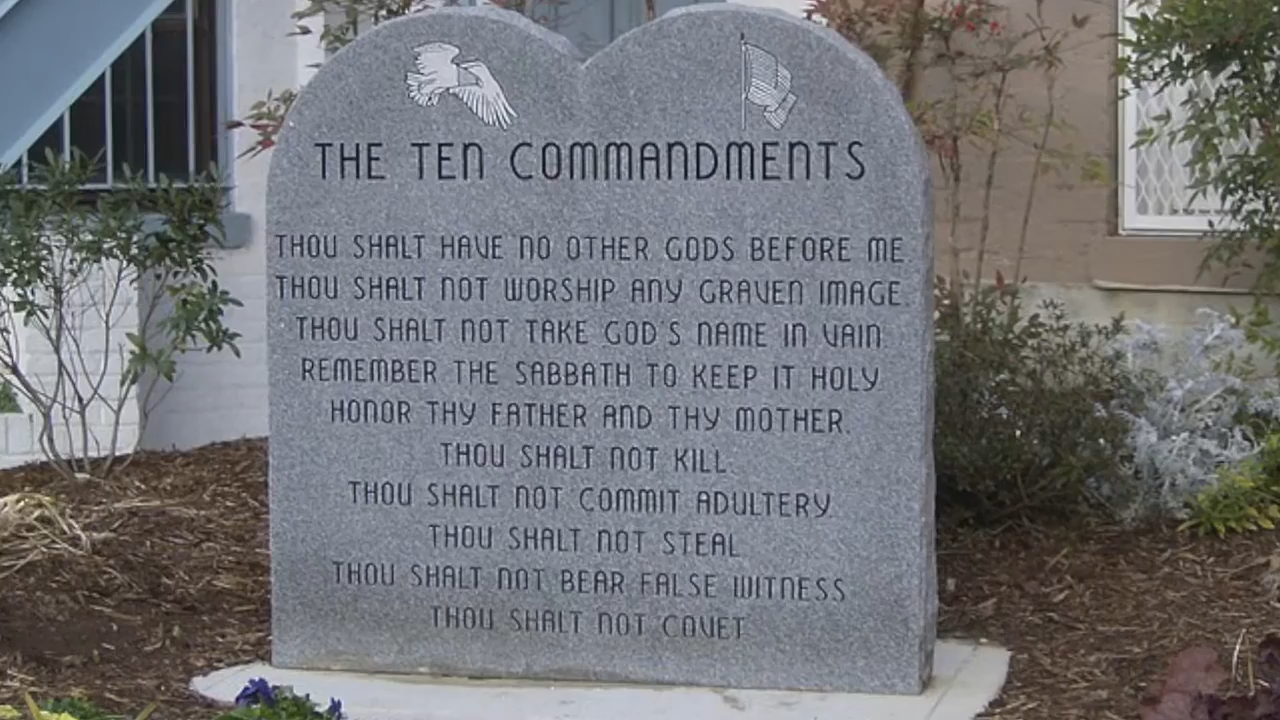 THE TEN COMMANDMENTS
THOU SHALT HAVE NO OTHER GODS BEFORE ME.
THOU SHALT NOT WORSHIP ANY GRAVEN IMAGE.
THOU SHALT NOT TAKE GOD'S NAME IN VAIN.
REMEMBER THE SABBATH TO KEEP IT HOLY.
HONOR THY FATHER AND THY MOTHER.
THOU SHALT NOT KILL.
THOU SHALT NOT COMMIT ADULTERY.
THOU SHALT NOT STEAL
THOU SHALT NOT BEAR FALSE WITNESS
THOU SHALT NOT COVET